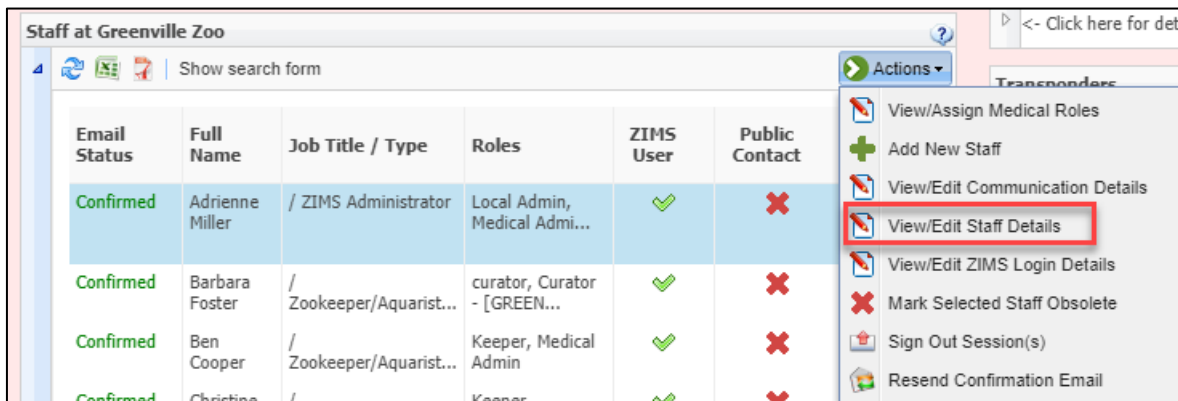 Staff at Greenville Zoo
<- Click here for det
Show search form
Actions
Transponders
Email Status
Full Name
Job Title / Type
Roles
ZIMS User
Public Contact
Confirmed
Adrienne Miller
/ ZIMS Administrator
Local Admin, Medical Admi...
Confirmed
Barbara Foster
/ Zookeeper/Aquarist...
curator, Curator - [GREEN...
Confirmed
Ben Cooper
/ Zookeeper/Aquarist...
Keeper, Medical Admin
Confirmed
Christine
/
Keeper
View/Assign Medical Roles
Add New Staff
View/Edit Communication Details
View/Edit Staff Details
View/Edit ZIMS Login Details
Mark Selected Staff Obsolete
Sign Out Session(s)
Resend Confirmation Email